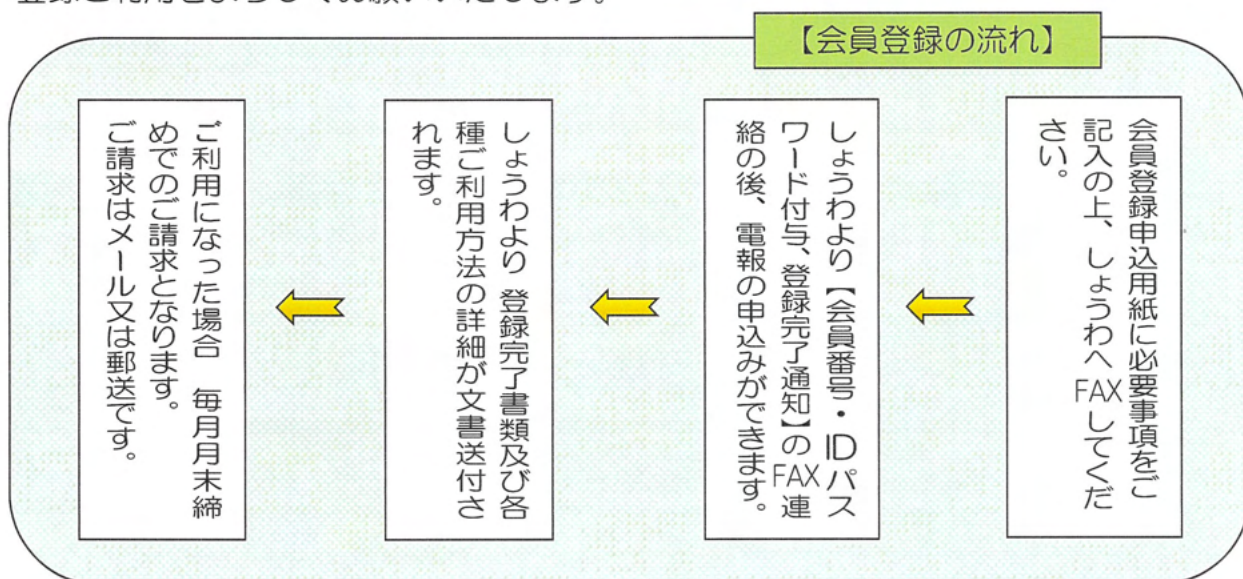 【会員登録の流れ】
会員登録申込用紙に必要事項をご
記入の上、しょうわへFAXしてくだ
さい。
しょうわより【会員番号・IDパス
ワード付与、登録完了通知】のFAX連
絡の後、電報の申込みができます。
しょうわより 登録完了書類及び各
種ご利用方法の詳細が文書送付さ
れます。
ご利用になった場合 毎月月末締
めでのご請求となります。
ご請求はメール又は郵送です。